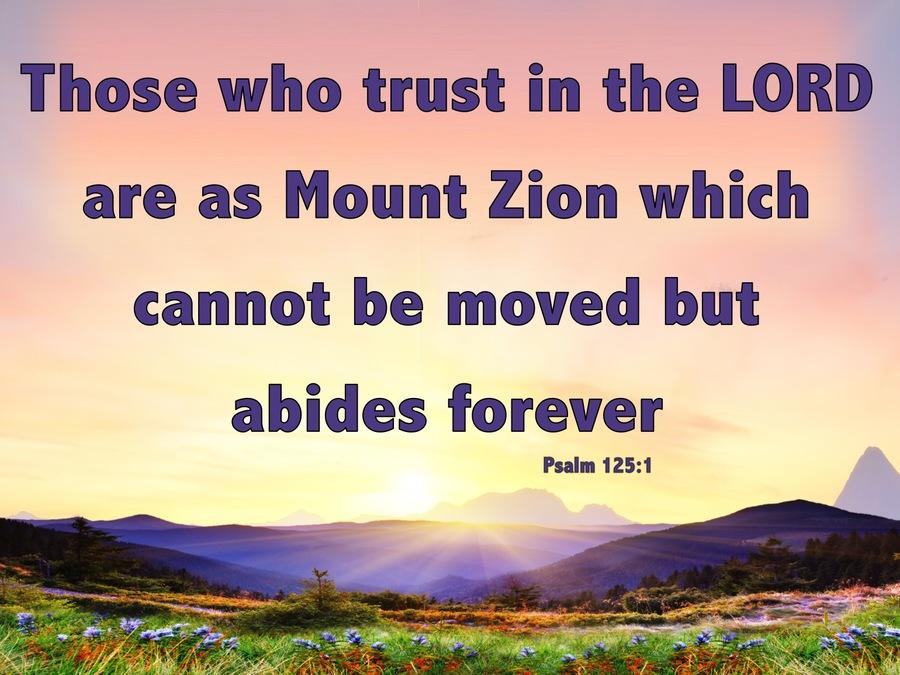 Those who trust in the LORD
are as Mount Zion which
cannot be moved but
abides forever
Psalm 125:1